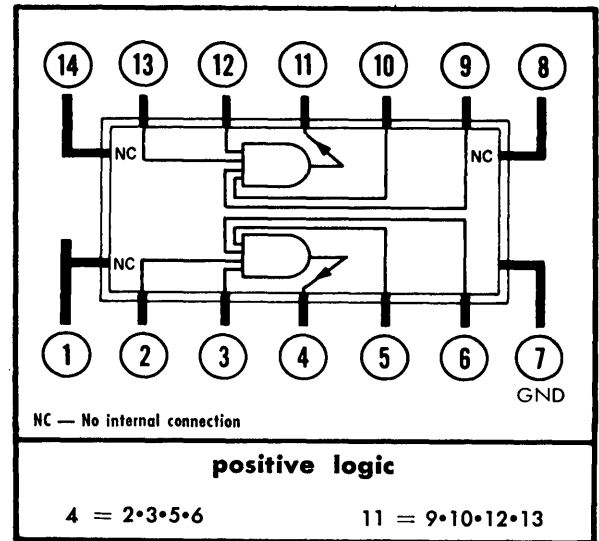 14 13 12 11 10 9 8
NC NC
NC
1 2 3 4 5 6 7
GND
NC — No internal connection
positive logic
4 = 2•3•5•6 11 = 9•10•12•13